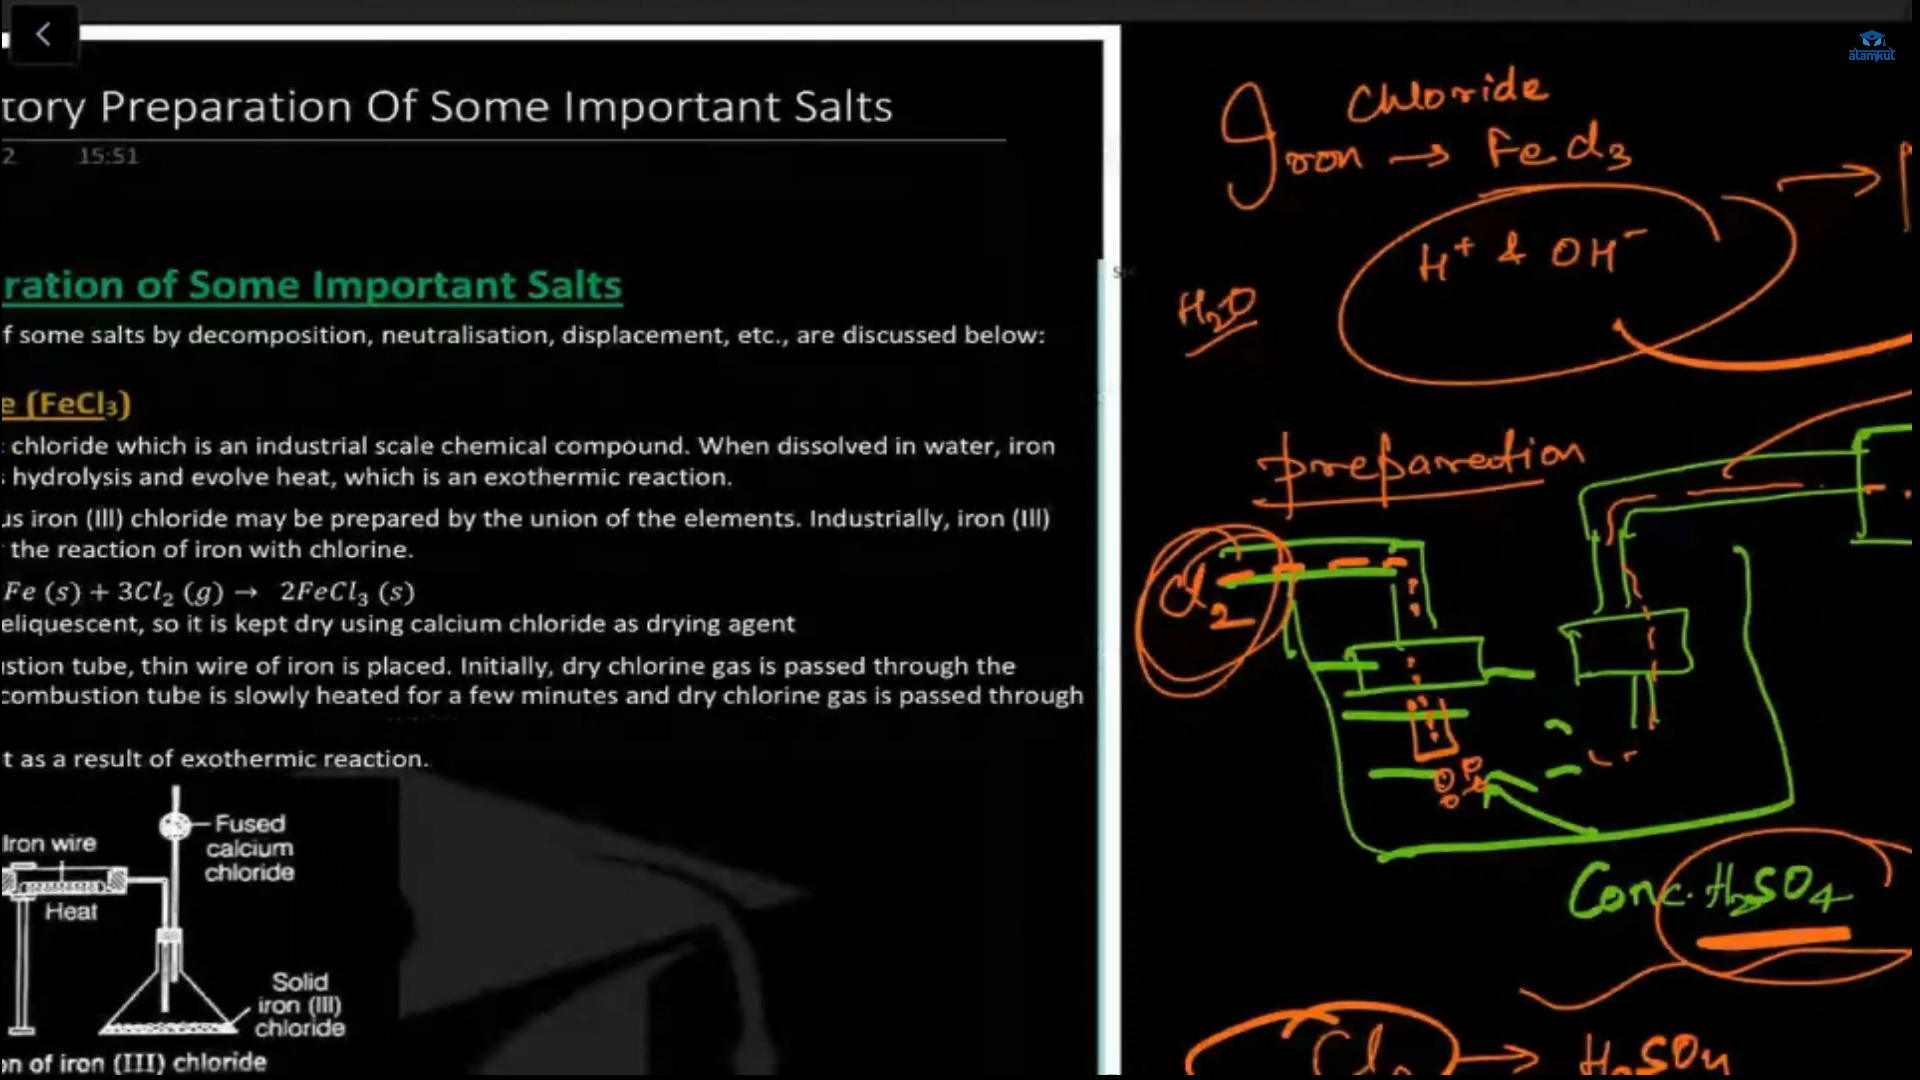 tory Preparation Of Some Important Salts
2 15:51
ration of Some Important Salts
f some salts by decomposition, neutralisation, displacement, etc., are discussed below:
e (FeCl₃)
chloride which is an industrial scale chemical compound. When dissolved in water, iron
hydrolysis and evolve heat, which is an exothermic reaction.
us iron (III) chloride may be prepared by the union of the elements. Industrially, iron (III)
the reaction of iron with chlorine.
Fe (s) + 3Cl₂ (g) → 2FeCl₃ (s)
eliquescent, so it is kept dry using calcium chloride as drying agent
ustion tube, thin wire of iron is placed. Initially, dry chlorine gas is passed through the
combustion tube is slowly heated for a few minutes and dry chlorine gas is passed through
t as a result of exothermic reaction.
Fused
calcium
chloride
Iron wire
Heat
Solid
iron (III)
chloride
on of iron (III) chloride
alamkul
Chloride
Iron → FeCl₃
H⁺ & OH⁻
H₂O
preparation
Cl₂
Conc. H₂SO₄
Cl₂ → H₂SO₄